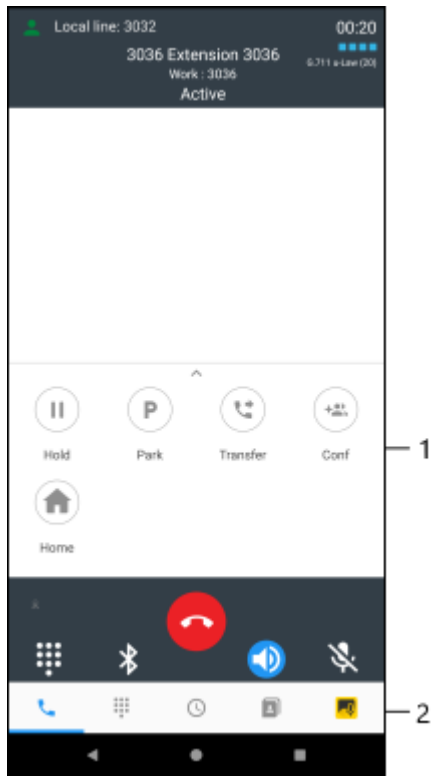 Local line: 3032
00:20
3036 Extension 3036
G.711 a-Law (20)
Work : 3036
Active
Hold
P
Park
Transfer
Conf
1
Home
2